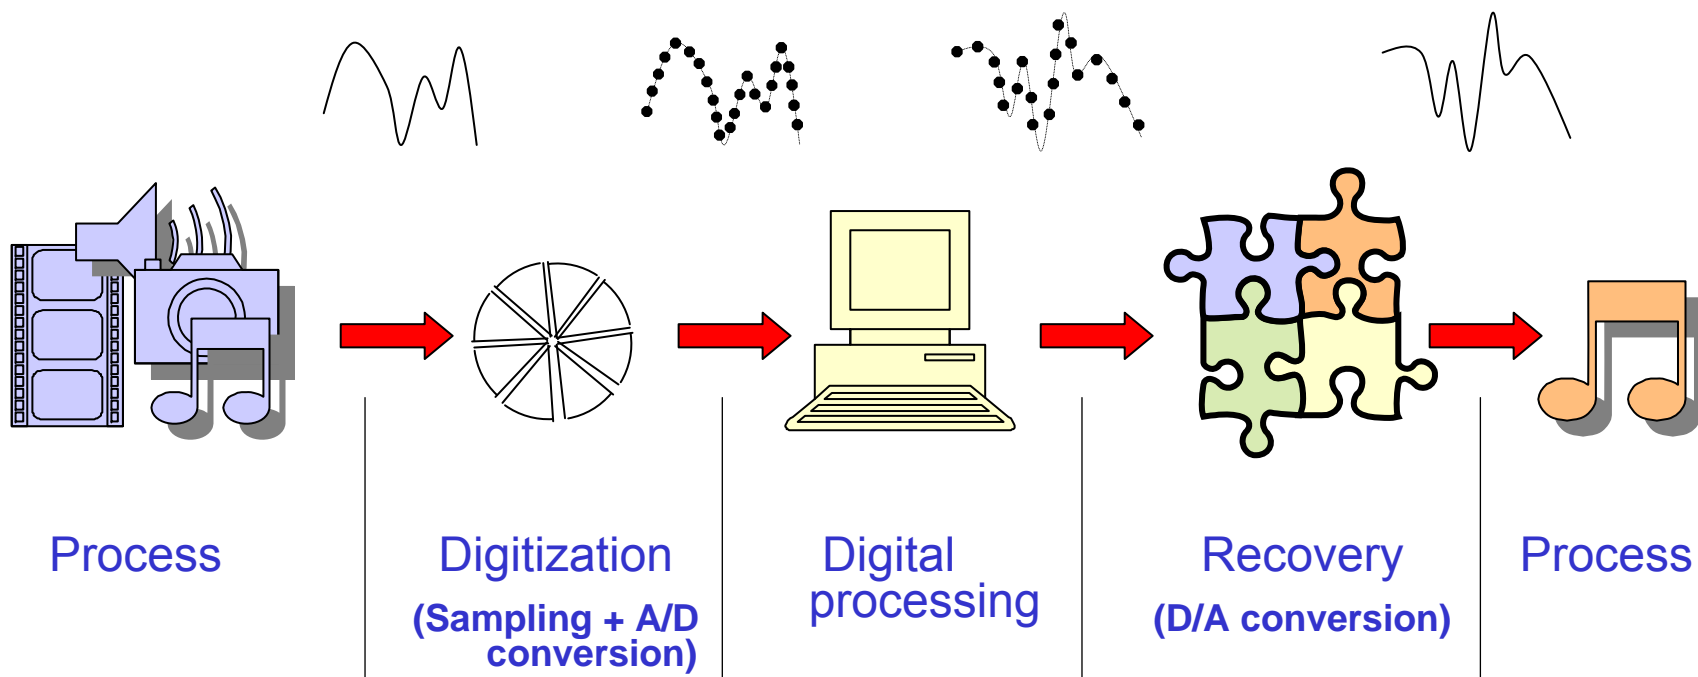 Process
Digitization
(Sampling + A/D
conversion)
Digital
processing
Recovery
(D/A conversion)
Process